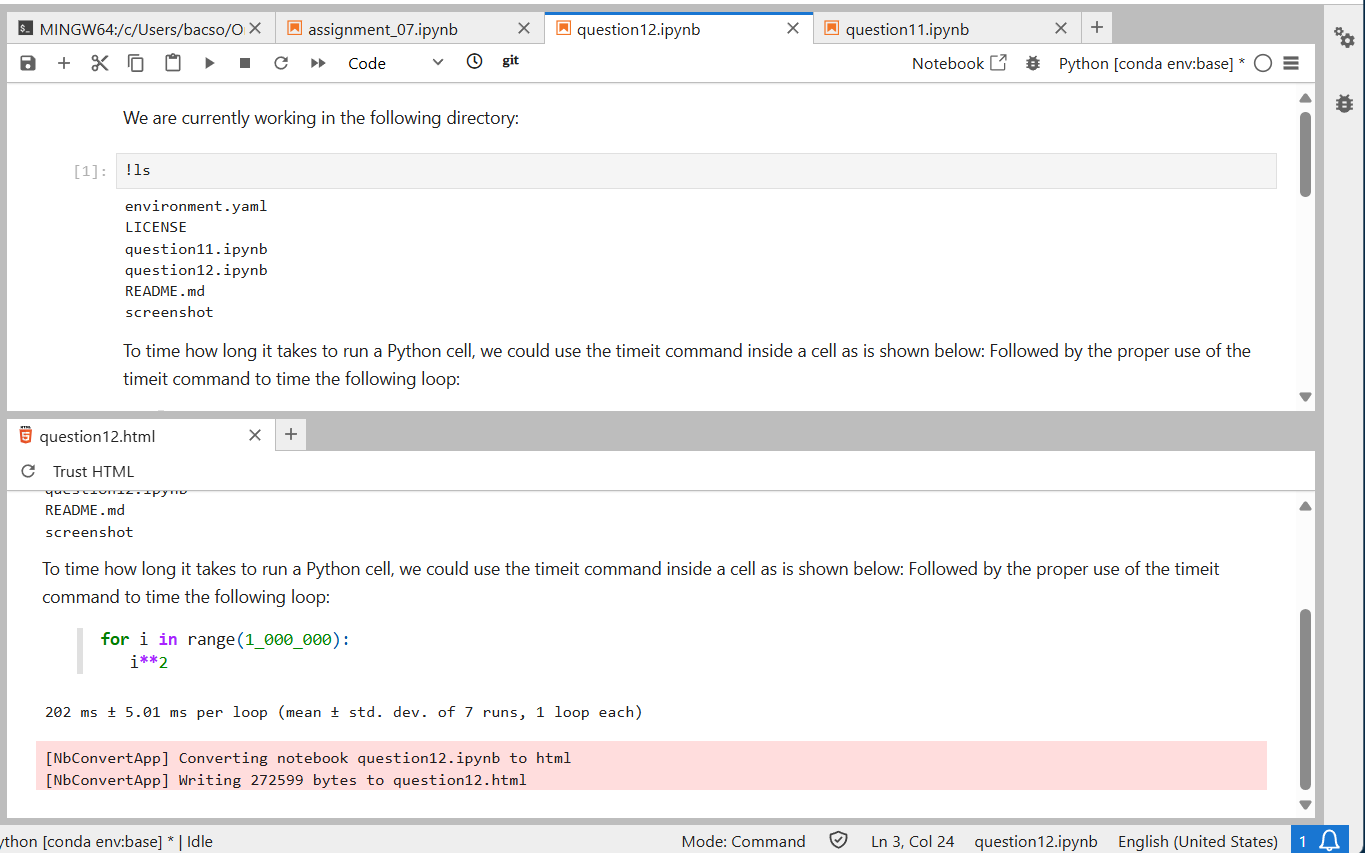 MINGW64:/c/Users/bacso/O
assignment_07.ipynb
question12.ipynb
question11.ipynb
Code
git
Notebook
Python [conda env:base] *
We are currently working in the following directory:
[1]:
!ls
environment.yaml
LICENSE
question11.ipynb
question12.ipynb
README.md
screenshot
To time how long it takes to run a Python cell, we could use the timeit command inside a cell as is shown below: Followed by the proper use of the
timeit command to time the following loop:
question12.html
Trust HTML
question12.ipynb
README.md
screenshot
To time how long it takes to run a Python cell, we could use the timeit command inside a cell as is shown below: Followed by the proper use of the timeit
command to time the following loop:
for i in range(1_000_000):
i**2
202 ms ± 5.01 ms per loop (mean ± std. dev. of 7 runs, 1 loop each)
[NbConvertApp] Converting notebook question12.ipynb to html
[NbConvertApp] Writing 272599 bytes to question12.html
ython [conda env:base] * | Idle
Mode: Command
Ln 3, Col 24
question12.ipynb
English (United States)
1